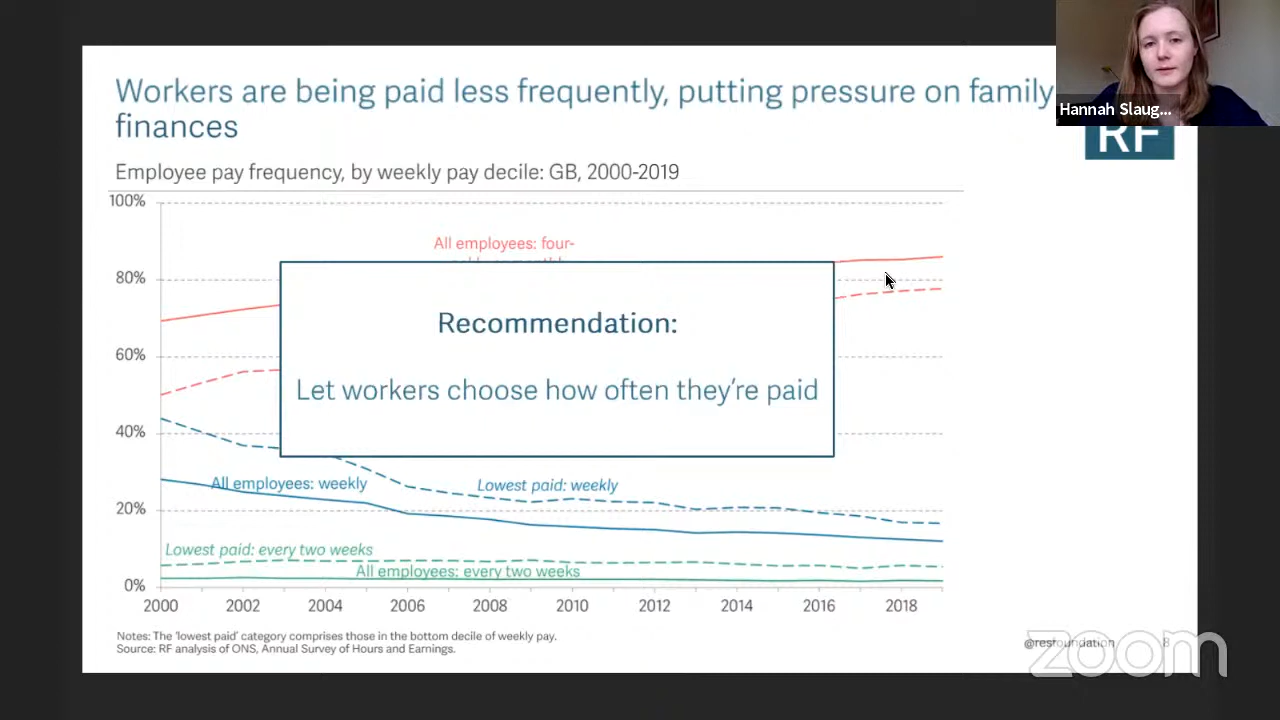 Workers are being paid less frequently, putting pressure on family
finances
Hannah Slaug...
RF
Employee pay frequency, by weekly pay decile: GB, 2000-2019
100%
80%
60%
40%
20%
0%
All employees: four-
Recommendation:
Let workers choose how often they're paid
All employees: weekly
Lowest paid: weekly
Lowest paid: every two weeks
All employees: every two weeks
2000 2002 2004 2006 2008 2010 2012 2014 2016 2018
Notes: The 'lowest paid' category comprises those in the bottom decile of weekly pay.
Source: RF analysis of ONS, Annual Survey of Hours and Earnings.
@resfoundation 8
zoom